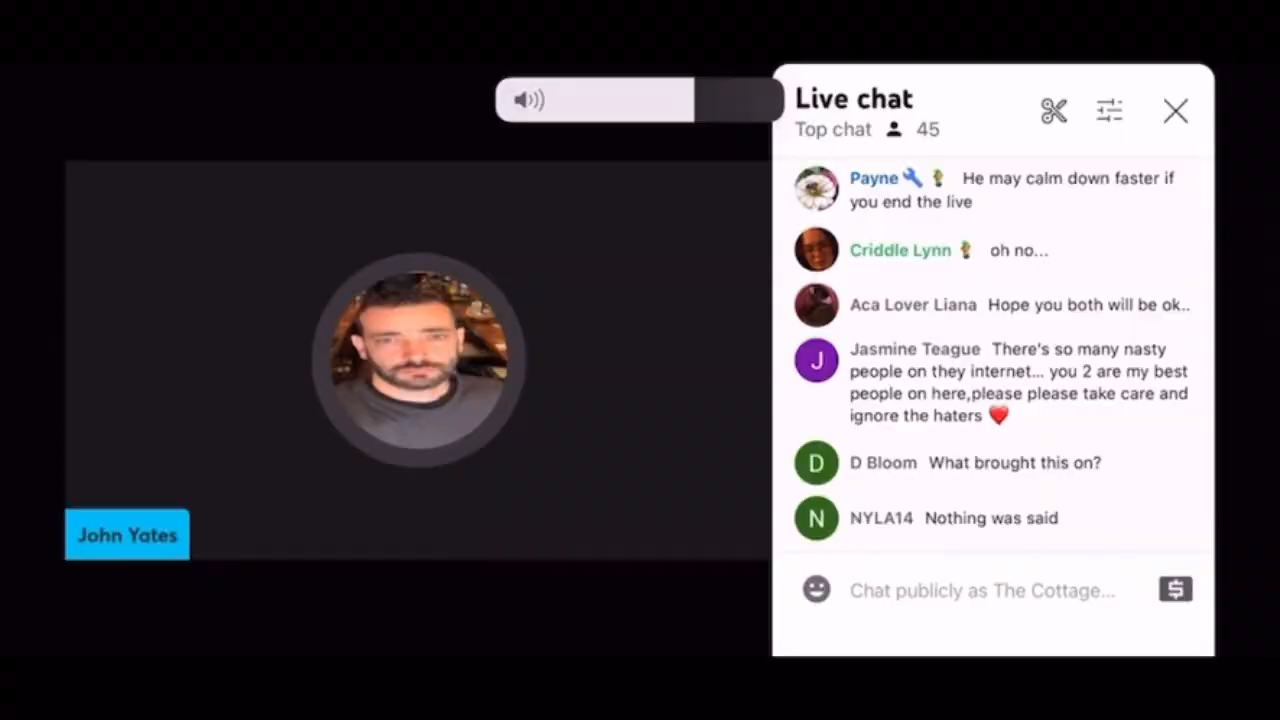 Live chat
Top chat 45
Payne He may calm down faster if
you end the live
Criddle Lynn oh no...
Aca Lover Liana Hope you both will be ok..
J
Jasmine Teague There's so many nasty
people on they internet... you 2 are my best
people on here,please please take care and
ignore the haters ❤️
D
D Bloom What brought this on?
N
NYLA14 Nothing was said
Chat publicly as The Cottage...
$
John Yates